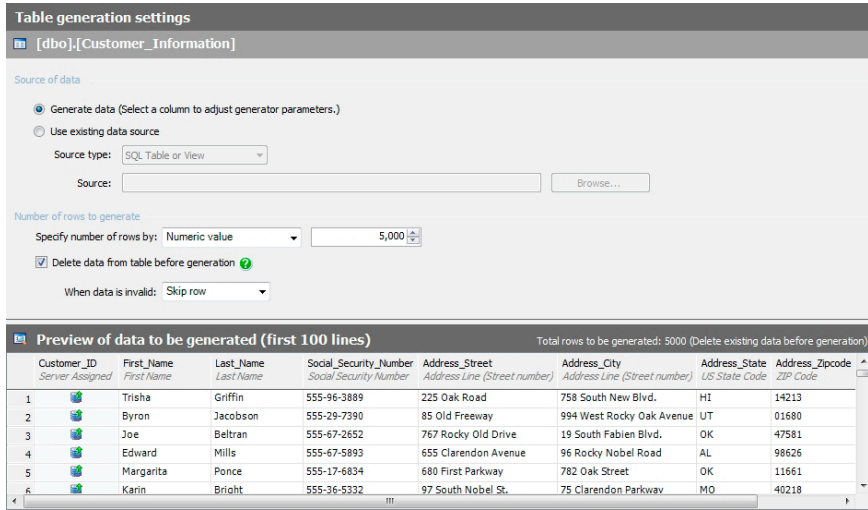 Table generation settings
[dbo].[Customer_Information]
Source of data
Generate data (Select a column to adjust generator parameters.)
Use existing data source
Source type: SQL Table or View
Source: Browse...
Number of rows to generate
Specify number of rows by: Numeric value 5,000
Delete data from table before generation ?
When data is invalid: Skip row
Preview of data to be generated (first 100 lines) Total rows to be generated: 5000 (Delete existing data before generation)
Customer_ID First_Name Last_Name Social_Security_Number Address_Street Address_City Address_State Address_Zipcode
Server Assigned First Name Last Name Social Security Number Address Line (Street number) Address Line (Street number) US State Code ZIP Code
1 Trisha Griffin 555-96-3889 225 Oak Road 758 South New Blvd. HI 14213
2 Byron Jacobson 555-29-7390 85 Old Freeway 994 West Rocky Oak Avenue UT 01680
3 Joe Beltran 555-67-2652 767 Rocky Old Drive 19 South Fabien Blvd. OK 47581
4 Edward Mills 555-67-5893 655 Clarendon Avenue 96 Rocky Nobel Road AL 98626
5 Margarita Ponce 555-17-6834 680 First Parkway 782 Oak Street OK 11661
6 Karin Bright 555-36-5332 97 South Nobel St. 75 Clarendon Parkway MO 40218